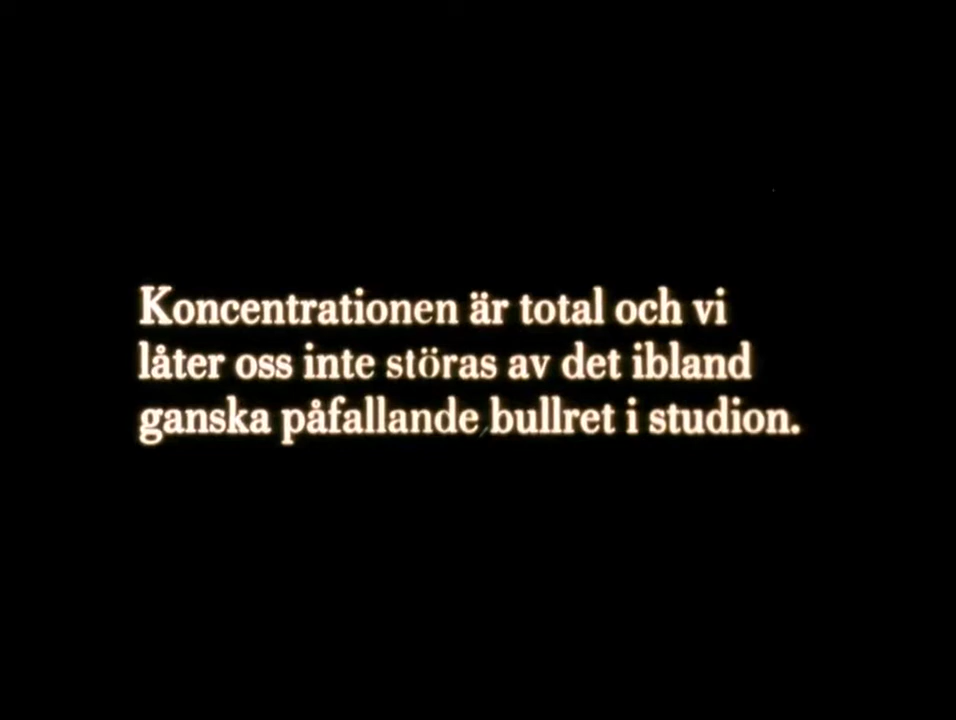 Koncentrationen är total och vi
låter oss inte störas av det ibland
ganska påfallande bullret i studion.